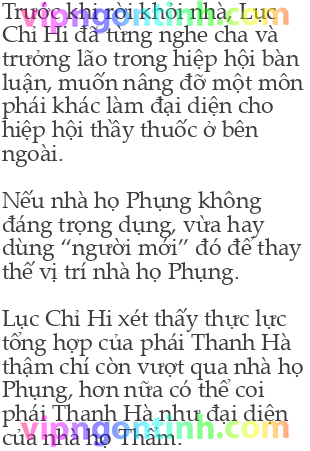 Trước khi rời khỏi nhà, Lục
Chỉ Hi đã từng nghe cha và
trưởng lão trong hiệp hội bàn
luận, muốn nâng đỡ một môn
phái khác làm đại diện cho
hiệp hội thầy thuốc ở bên
ngoài.
Nếu nhà họ Phụng không
đáng trọng dụng, vừa hay
dùng “người mới” đó để thay
thế vị trí nhà họ Phụng.
Lục Chỉ Hi xét thấy thực lực
tổng hợp của phái Thanh Hà
thậm chí còn vượt qua nhà họ
Phụng, hơn nữa có thể coi
phái Thanh Hà như đại diện
của nhà họ Thẩm.
vipngontinh.com
vipngontinh.com
vipngontinh.com